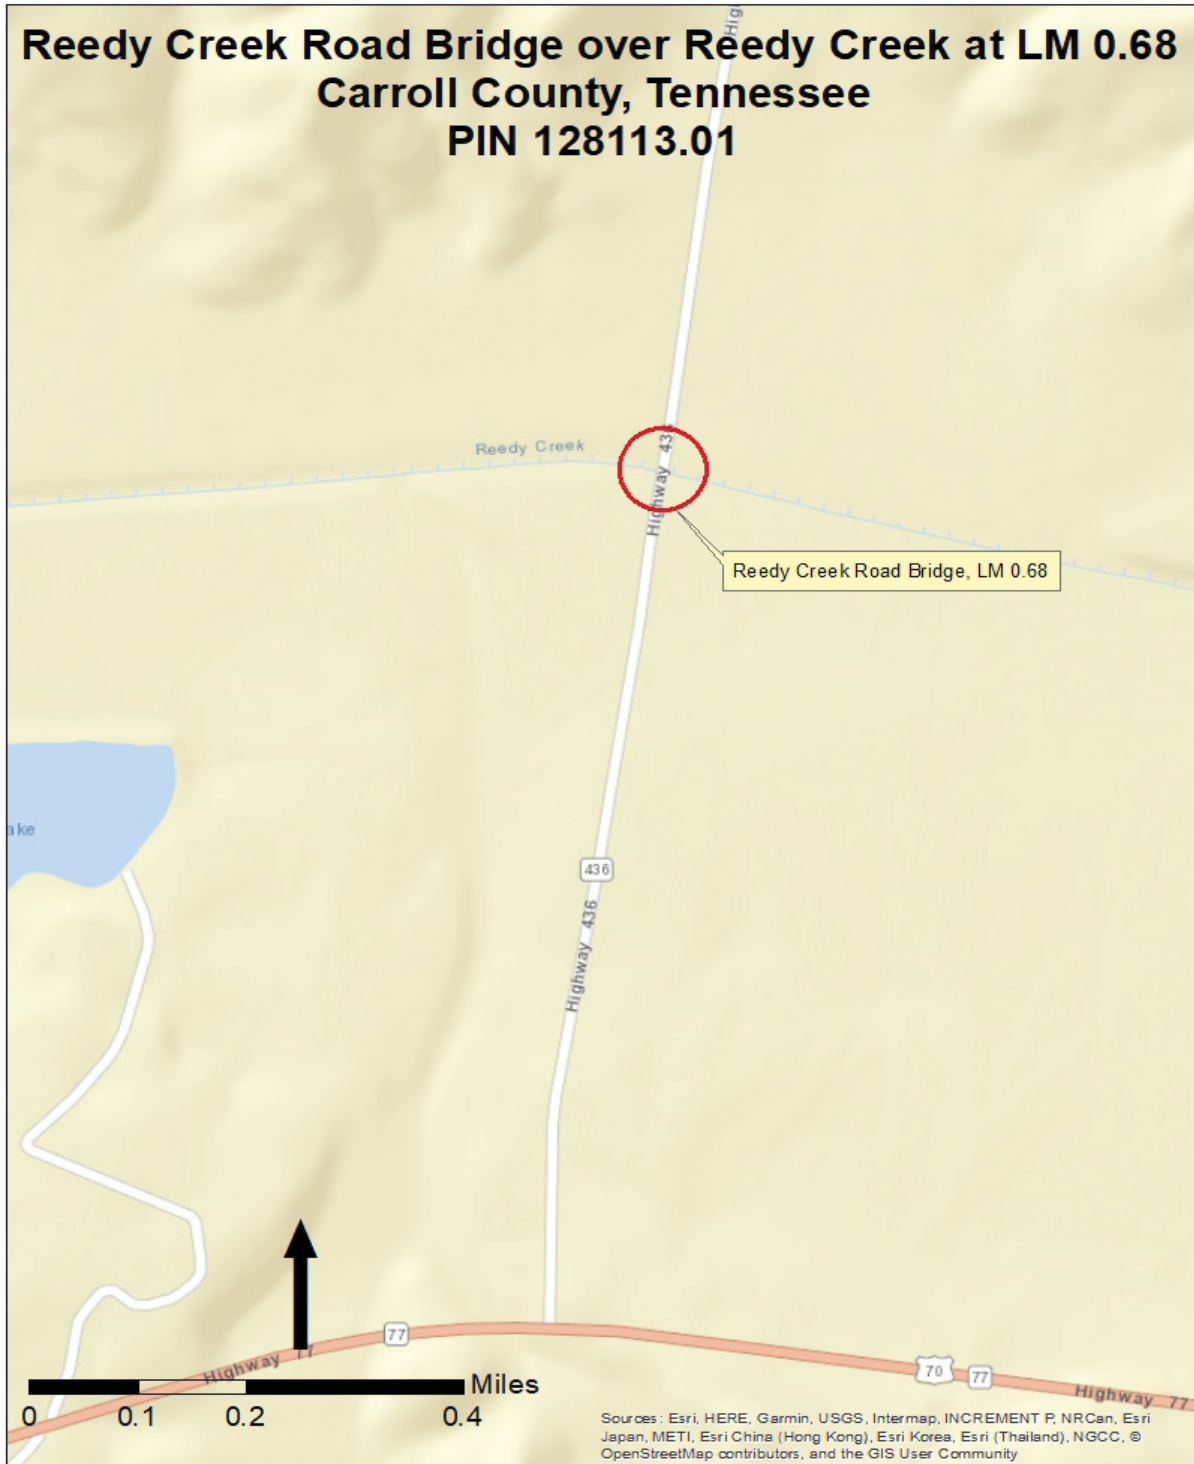 Reedy Creek Road Bridge over Reedy Creek at LM 0.68
Carroll County, Tennessee
PIN 128113.01
Hig
Reedy Creek
Highway 436
Reedy Creek Road Bridge, LM 0.68
ake
436
Highway 436
77
Highway 77
70
77
Highway 77
Miles
0 0.1 0.2 0.4
Sources: Esri, HERE, Garmin, USGS, Intermap, INCREMENT P, NRCan, Esri
Japan, METI, Esri China (Hong Kong), Esri Korea, Esri (Thailand), NGCC, ©
OpenStreetMap contributors, and the GIS User Community